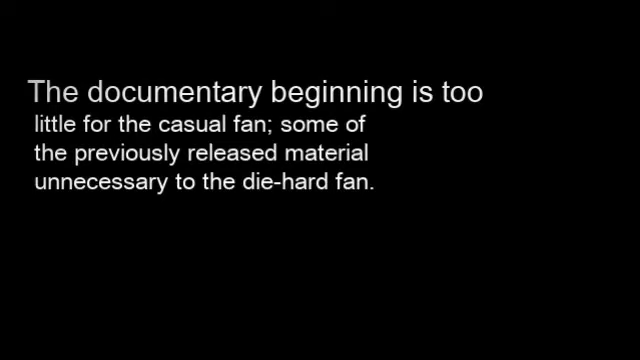 The documentary beginning is too
little for the casual fan; some of
the previously released material
unnecessary to the die-hard fan.